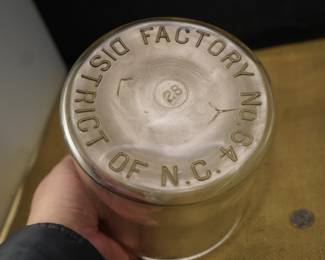 FACTORY No. 64
DISTRICT OF N.C.
28